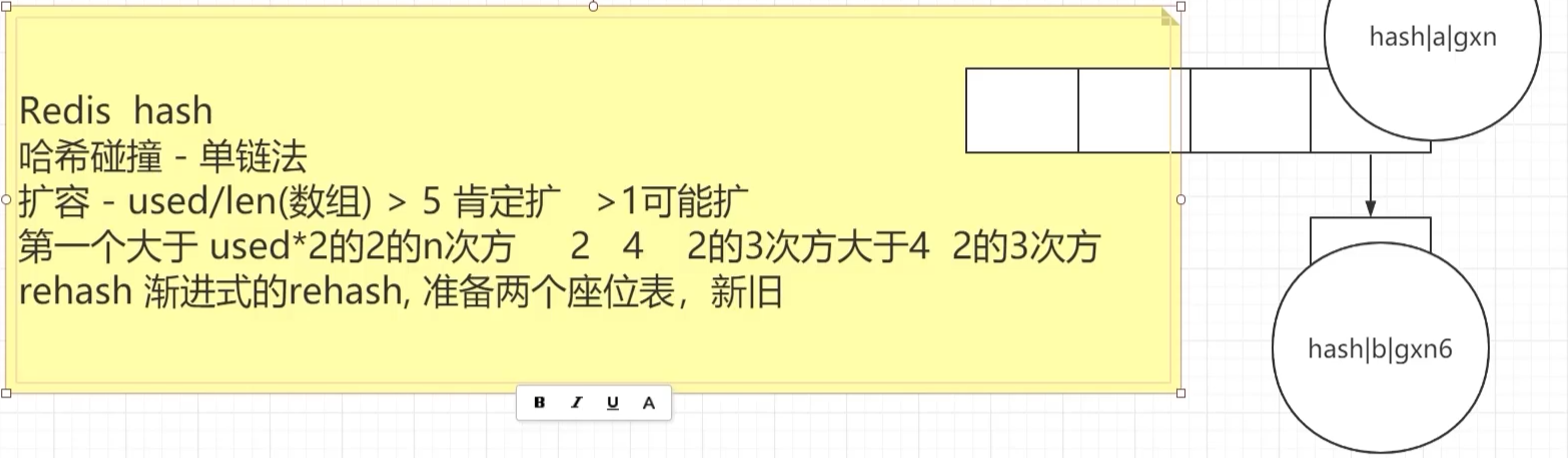 Redis hash
哈希碰撞 - 单链法
扩容 - used/len(数组) > 5 肯定扩 >1可能扩
第一个大于 used*2的2的n次方 2 4 2的3次方大于4 2的3次方
rehash 渐进式的rehash, 准备两个座位表，新旧
hash|a|gxn
hash|b|gxn6
B I U A